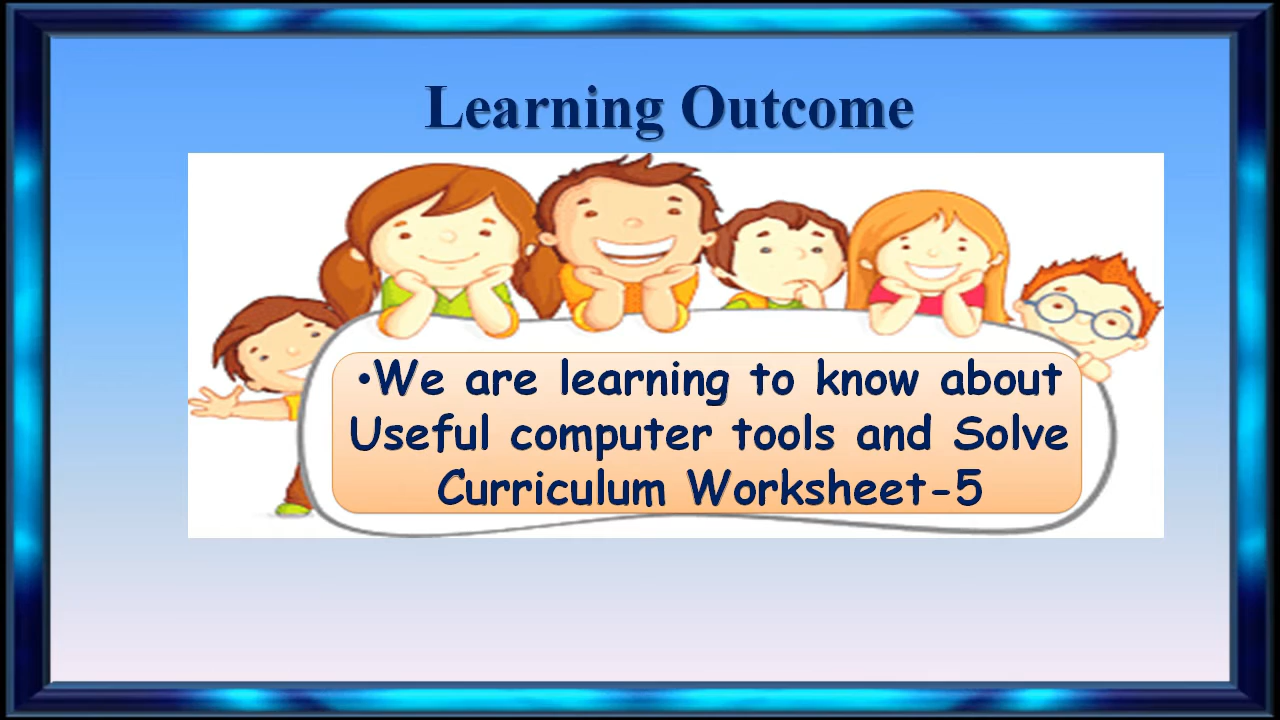 Learning Outcome
•We are learning to know about
Useful computer tools and Solve
Curriculum Worksheet-5